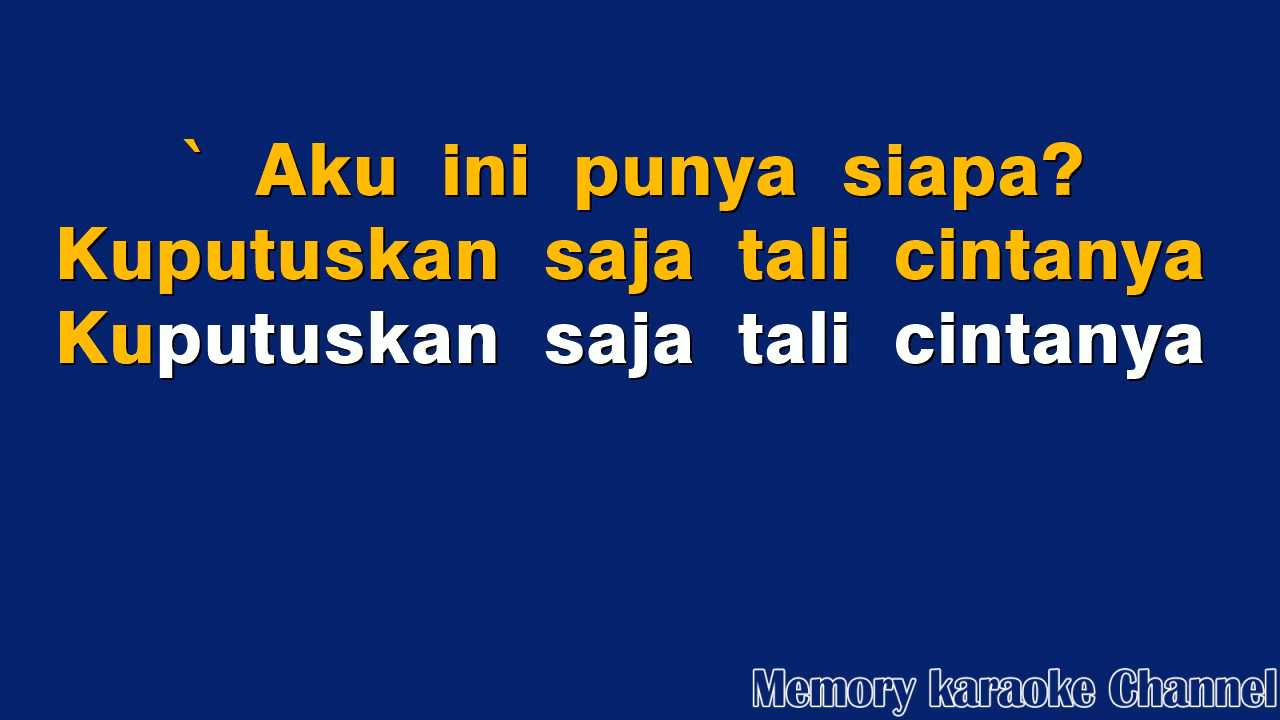 ` Aku ini punya siapa?
Kuputuskan saja tali cintanya
Kuputuskan saja tali cintanya
Memory karaoke Channel